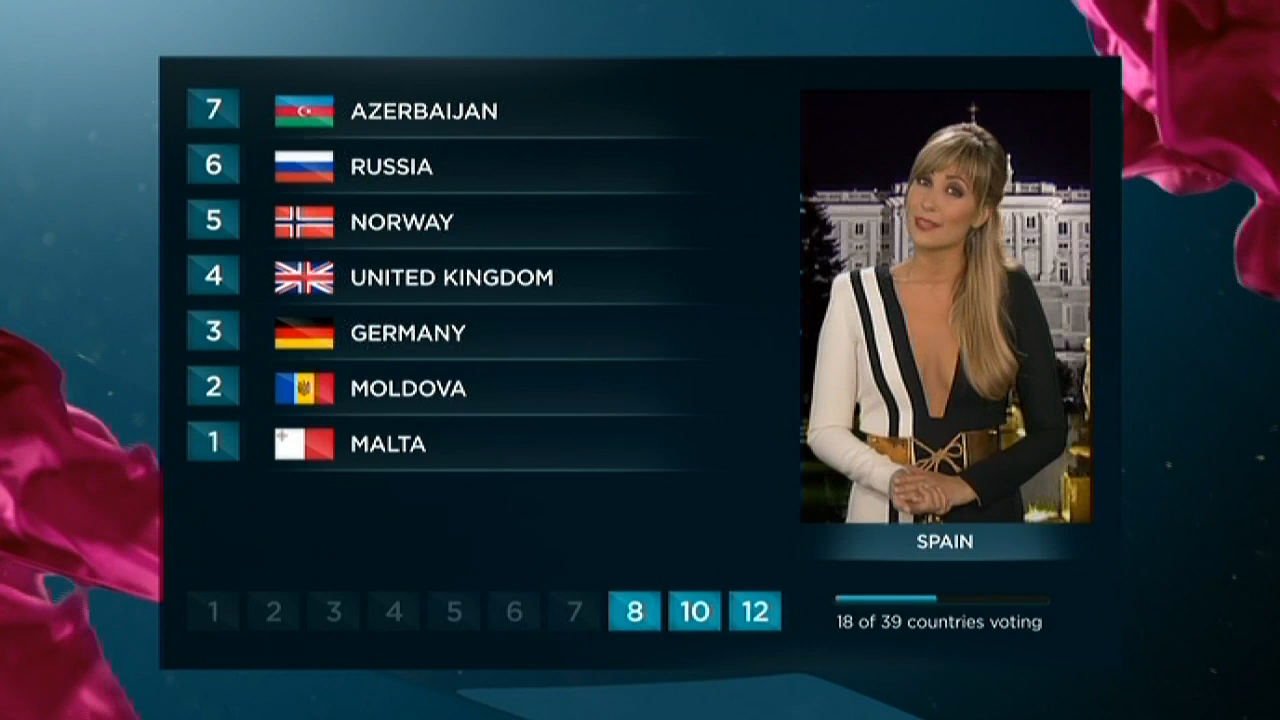 7 AZERBAIJAN
6 RUSSIA
5 NORWAY
4 UNITED KINGDOM
3 GERMANY
2 MOLDOVA
1 MALTA
SPAIN
1 2 3 4 5 6 7 8 10 12
18 of 39 countries voting